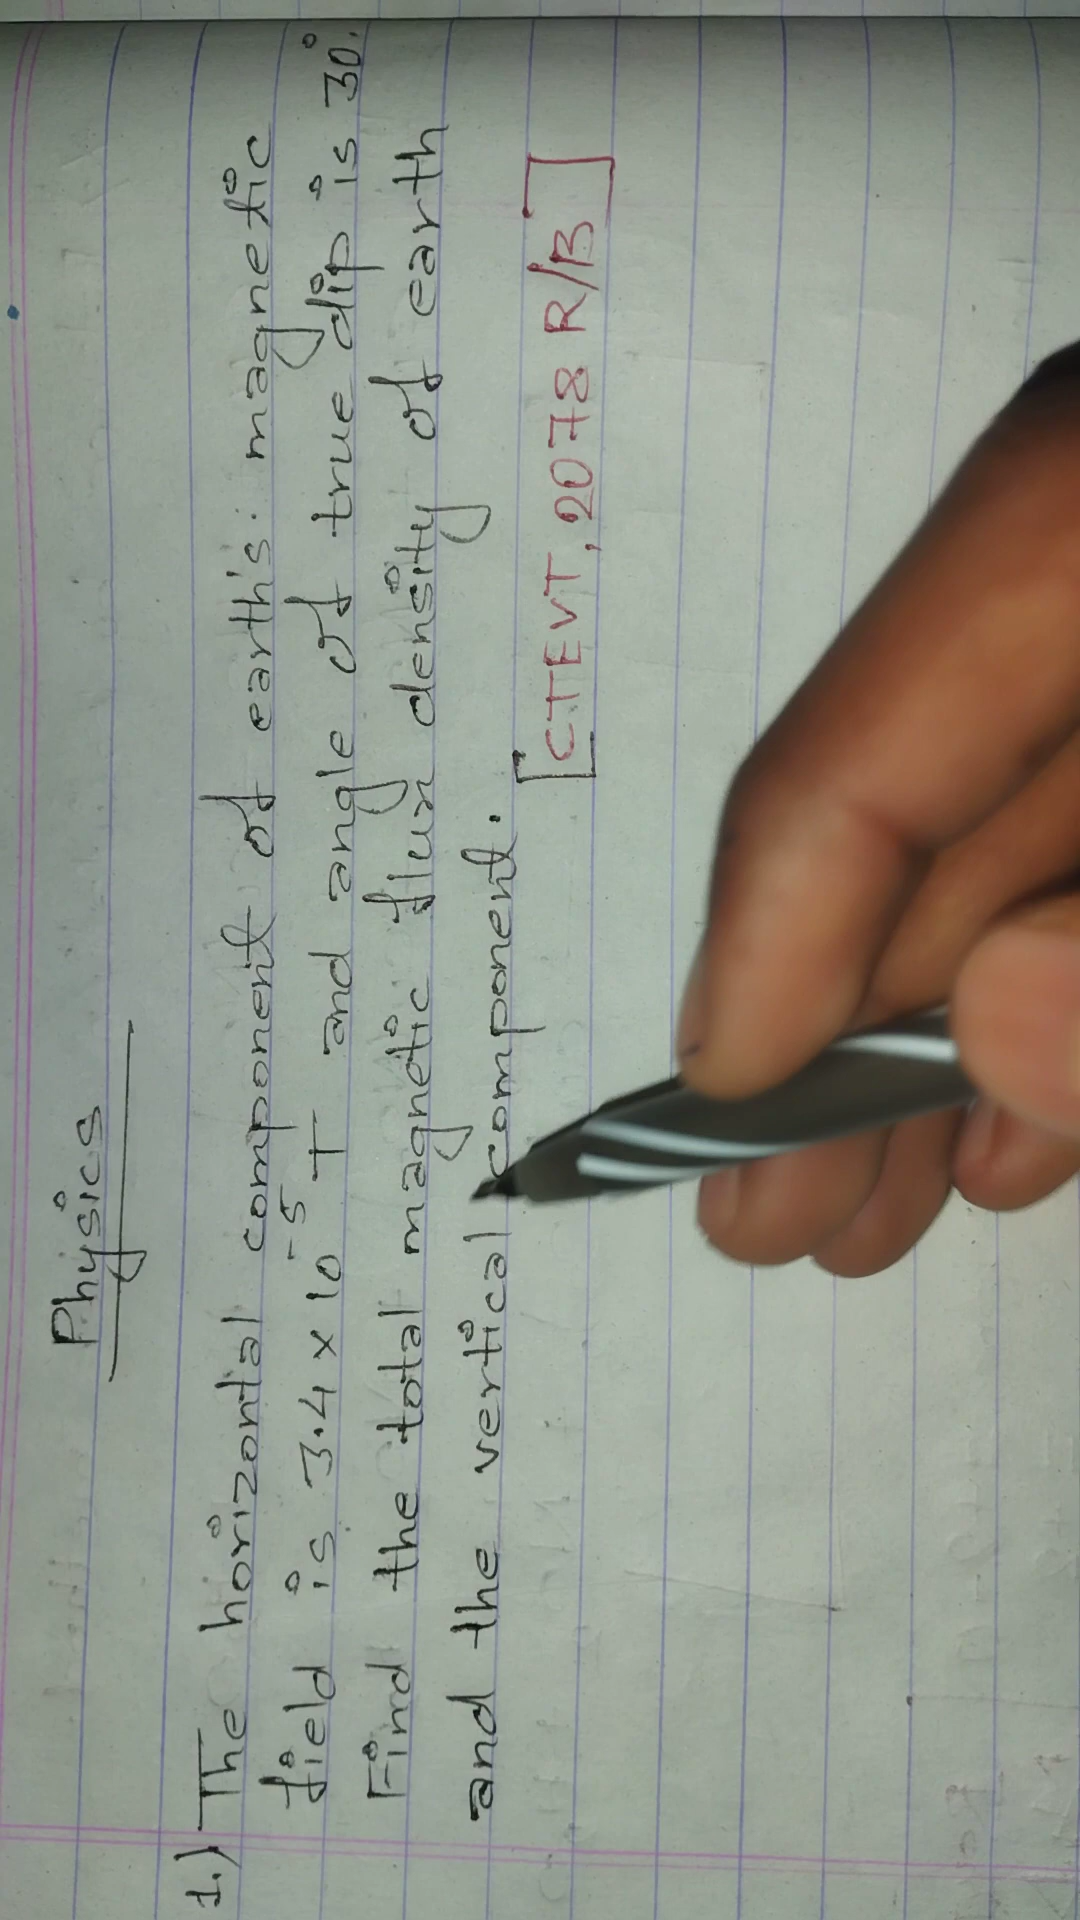 Physics
1.) The horizontal component of earth's magnetic
field is 3.4 × 10⁻⁵ T and angle of true dip is 30°.
Find the total magnetic flux density of earth
and the vertical component.
[CTEVT, 2078 R/B]